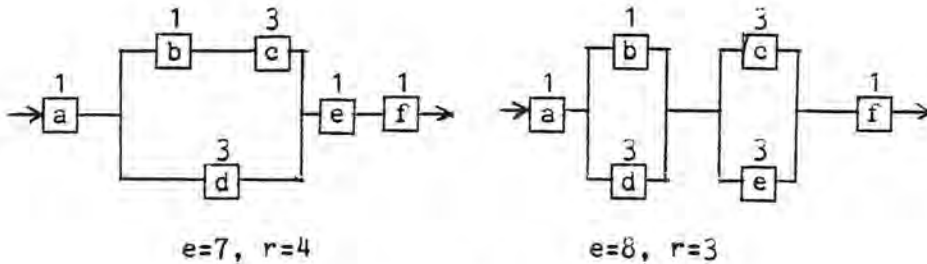 1 3 1 3
b c b c
1 1 1 1 1
a e f a f
3 3 3
d d e
e=7, r=4 e=8, r=3